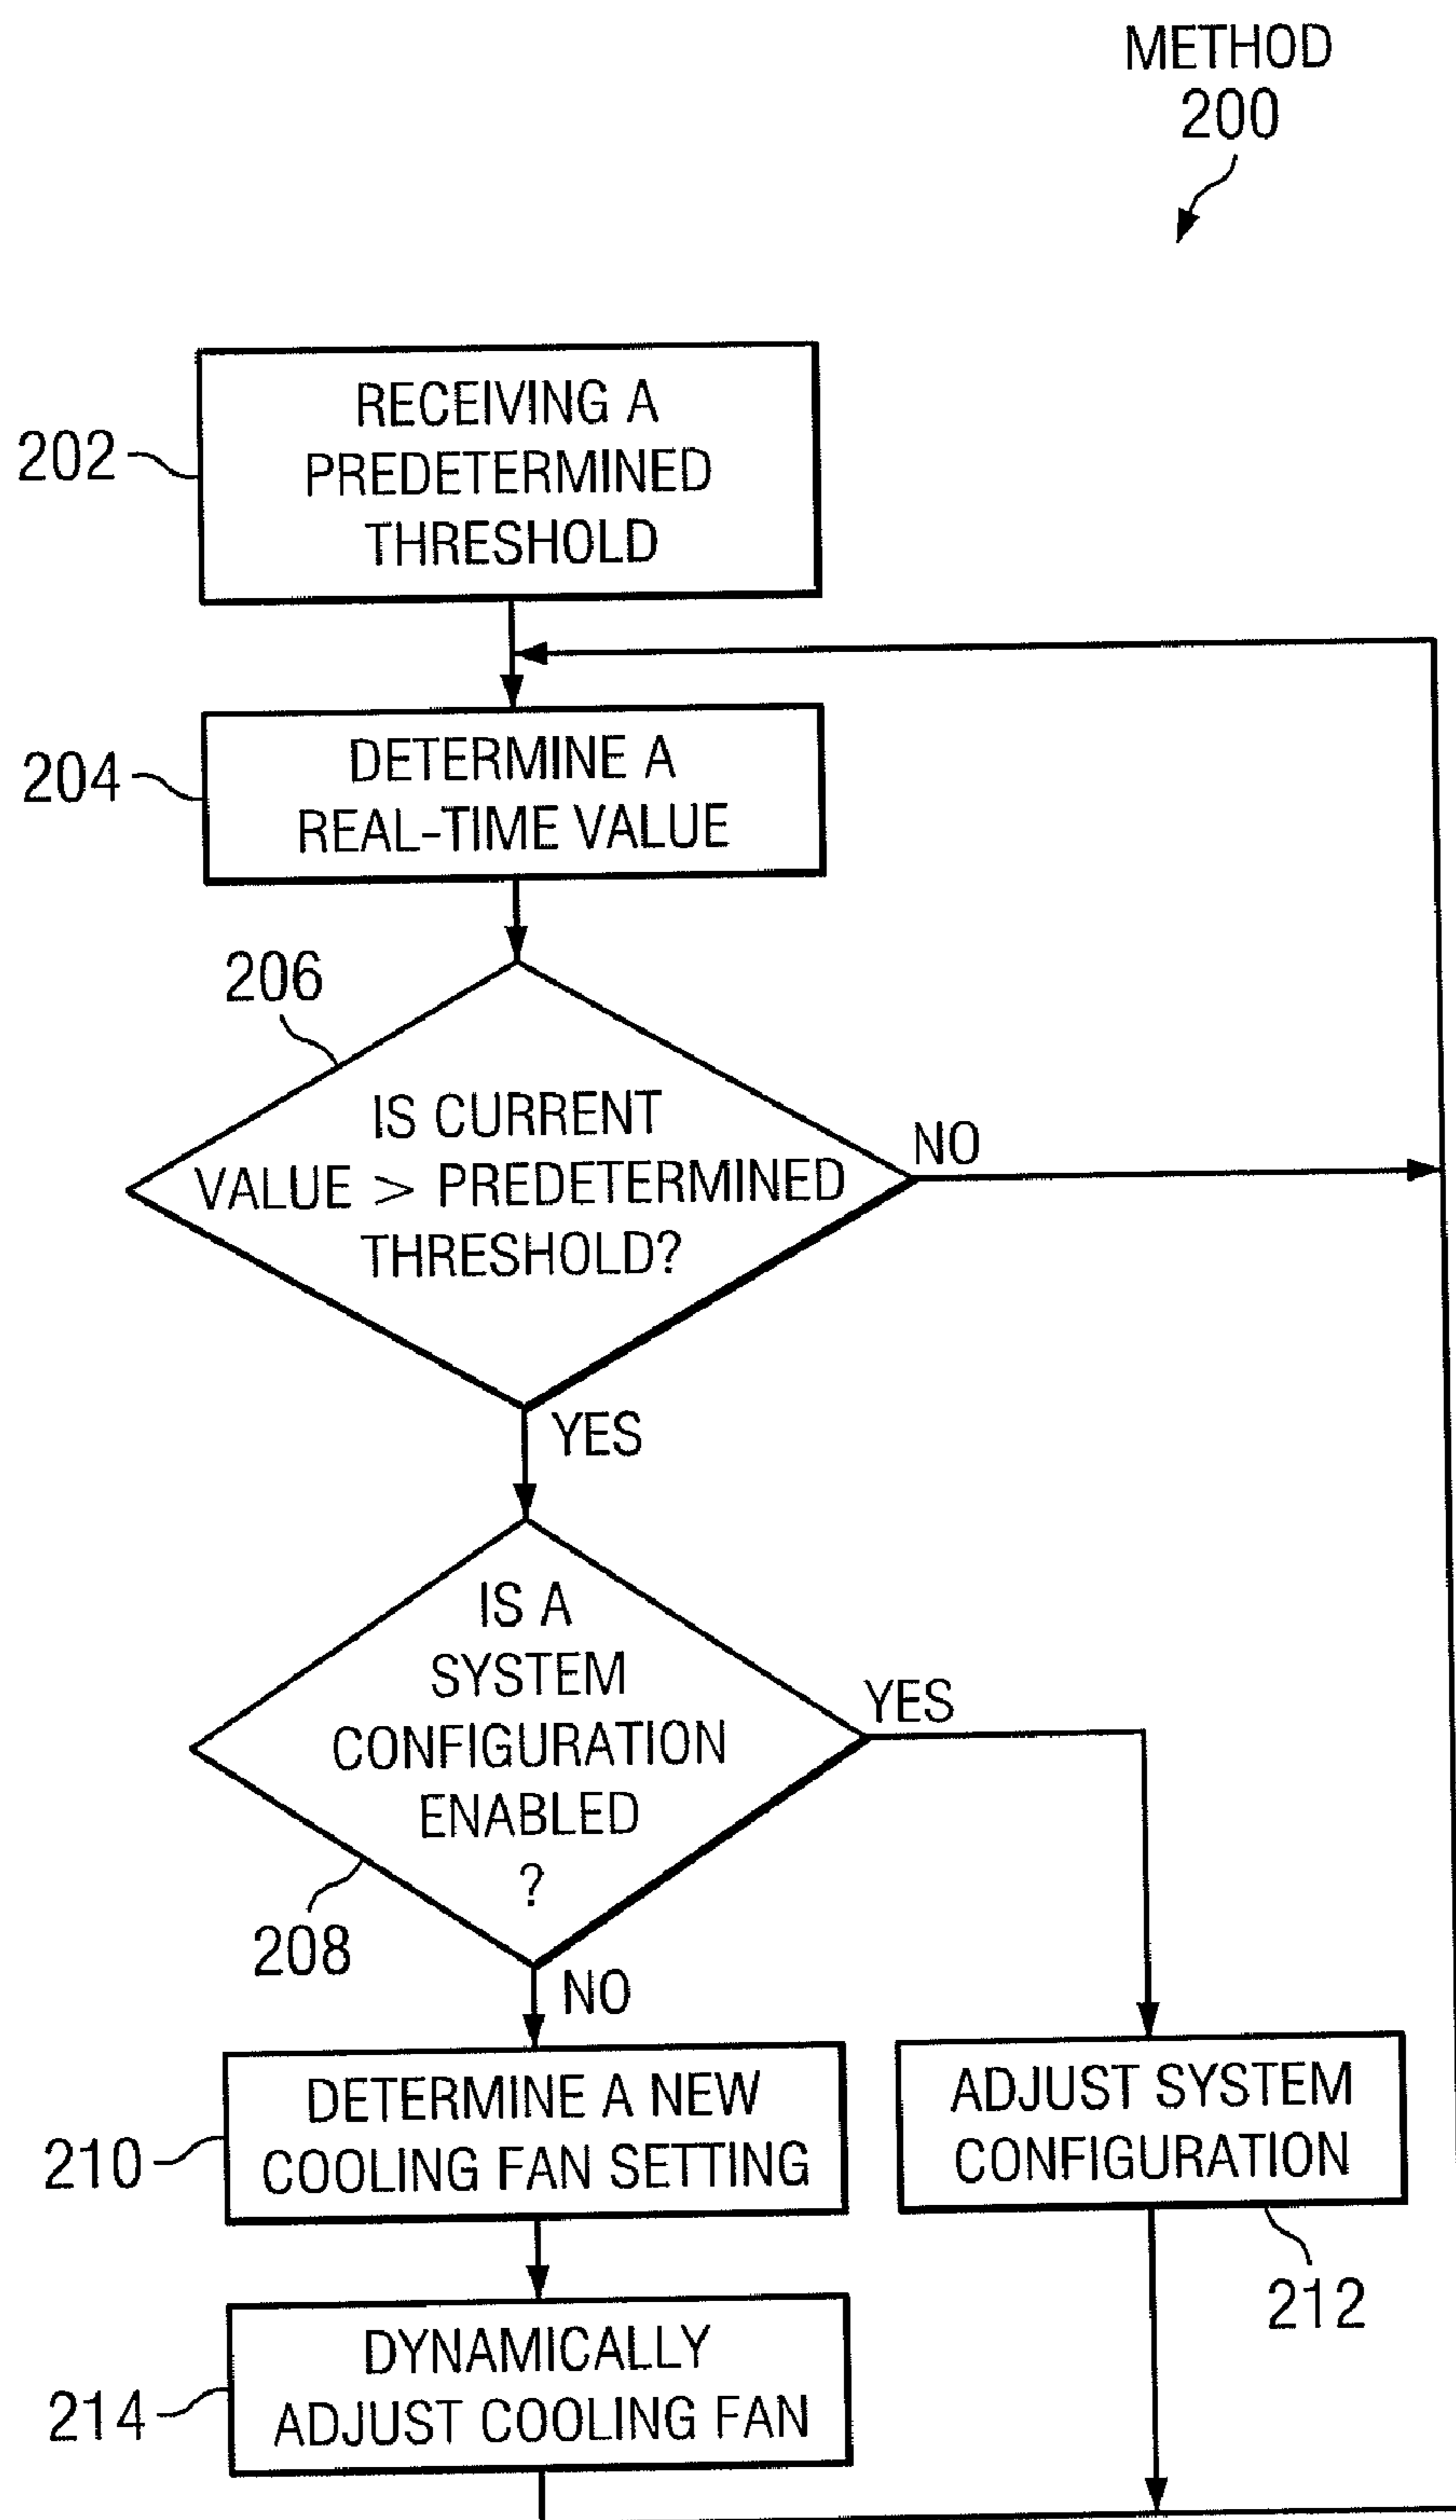 METHOD
200
RECEIVING A
PREDETERMINED
THRESHOLD
202
DETERMINE A
REAL-TIME VALUE
204
206
IS CURRENT
VALUE > PREDETERMINED
THRESHOLD?
NO
YES
IS A
SYSTEM
CONFIGURATION
ENABLED
?
YES
208
NO
DETERMINE A NEW
COOLING FAN SETTING
210
ADJUST SYSTEM
CONFIGURATION
212
DYNAMICALLY
ADJUST COOLING FAN
214